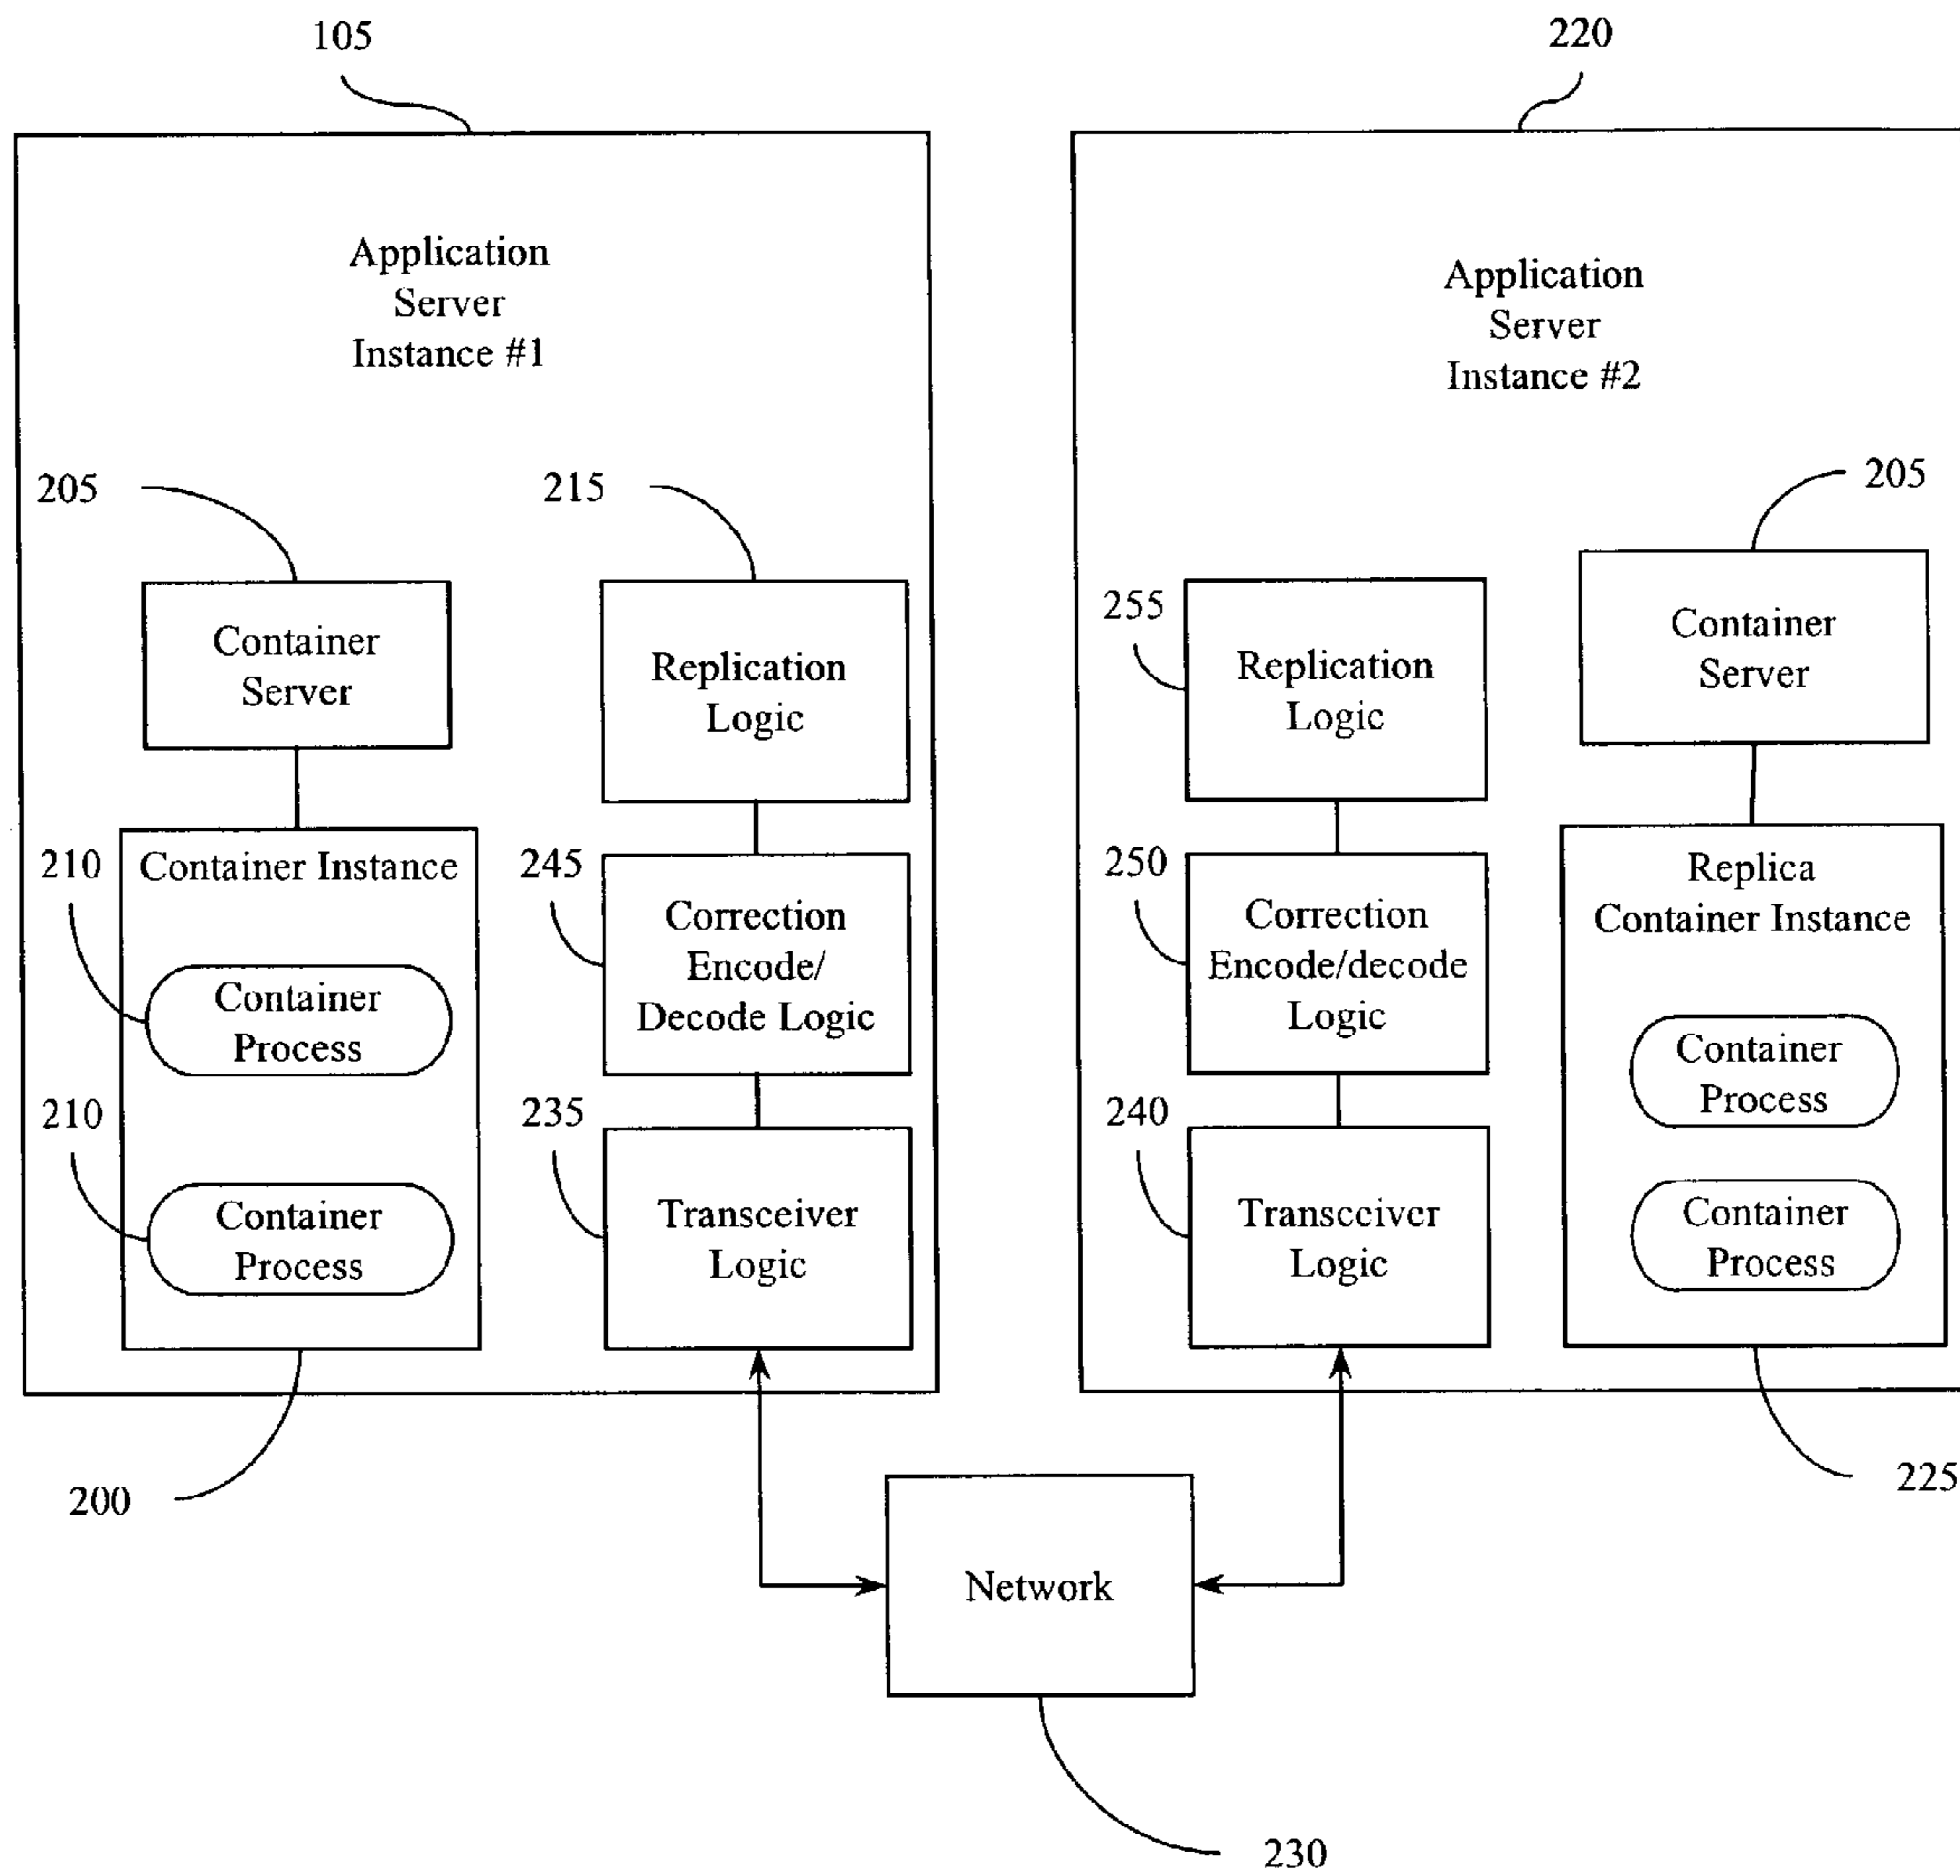 105
220
Application
Server
Instance #1
Application
Server
Instance #2
205
215
205
255
Container
Server
Replication
Logic
Replication
Logic
Container
Server
210
Container Instance
245
Correction
Encode/
Decode Logic
250
Correction
Encode/decode
Logic
Replica
Container Instance
Container
Process
Container
Process
210
Container
Process
235
Transceiver
Logic
240
Transceiver
Logic
Container
Process
200
225
Network
230